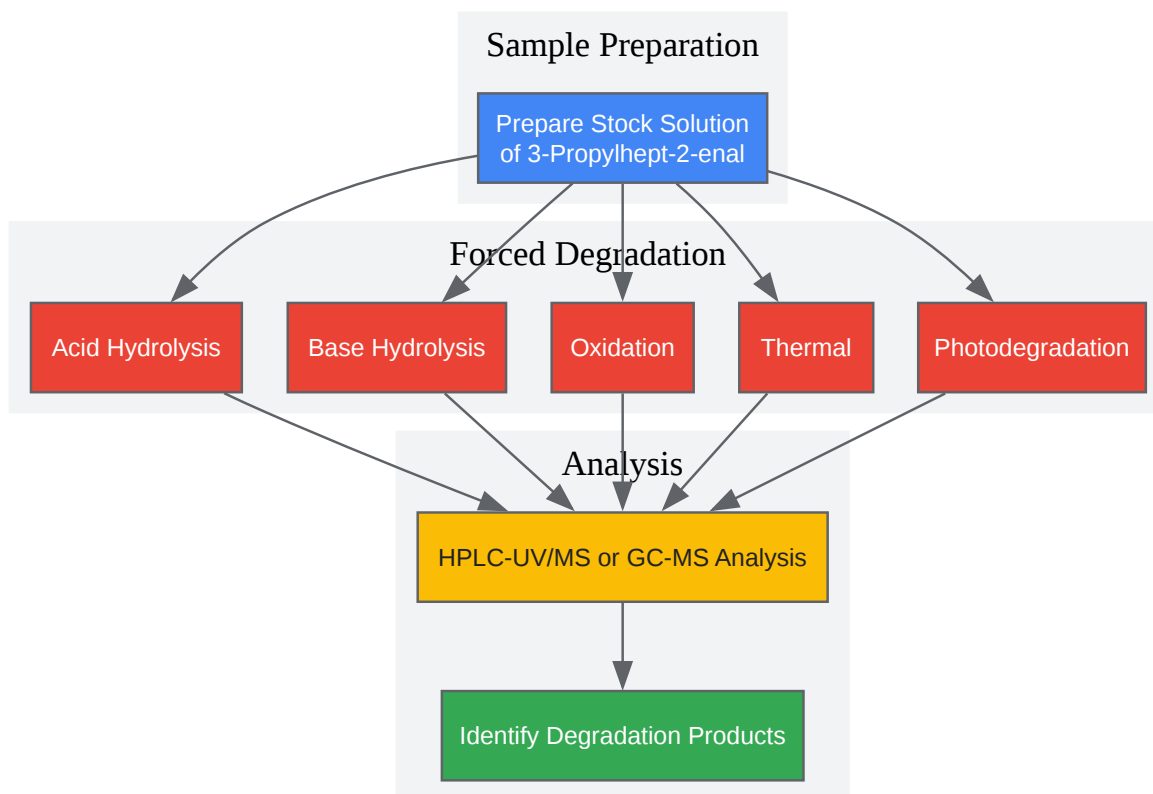 Sample Preparation
Prepare Stock Solution
of 3-Propylhept-2-enal
Forced Degradation
Acid Hydrolysis
Base Hydrolysis
Oxidation
Thermal
Photodegradation
Analysis
HPLC-UV/MS or GC-MS Analysis
Identify Degradation Products